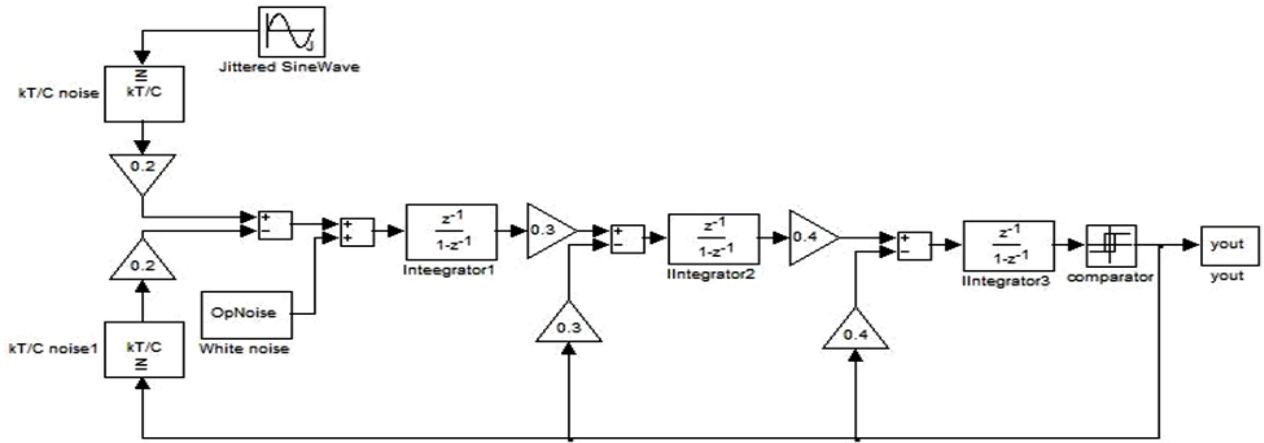 Jittered SineWave
kT/C noise
kT/C
0.2
+
−
+
+
z-1
1-z-1
Inteegrator1
0.3
+
−
z-1
1-z-1
IIntegrator2
0.4
+
−
z-1
1-z-1
IIntegrator3
comparator
yout
yout
0.2
OpNoise
White noise
kT/C noise1
kT/C
0.3
0.4